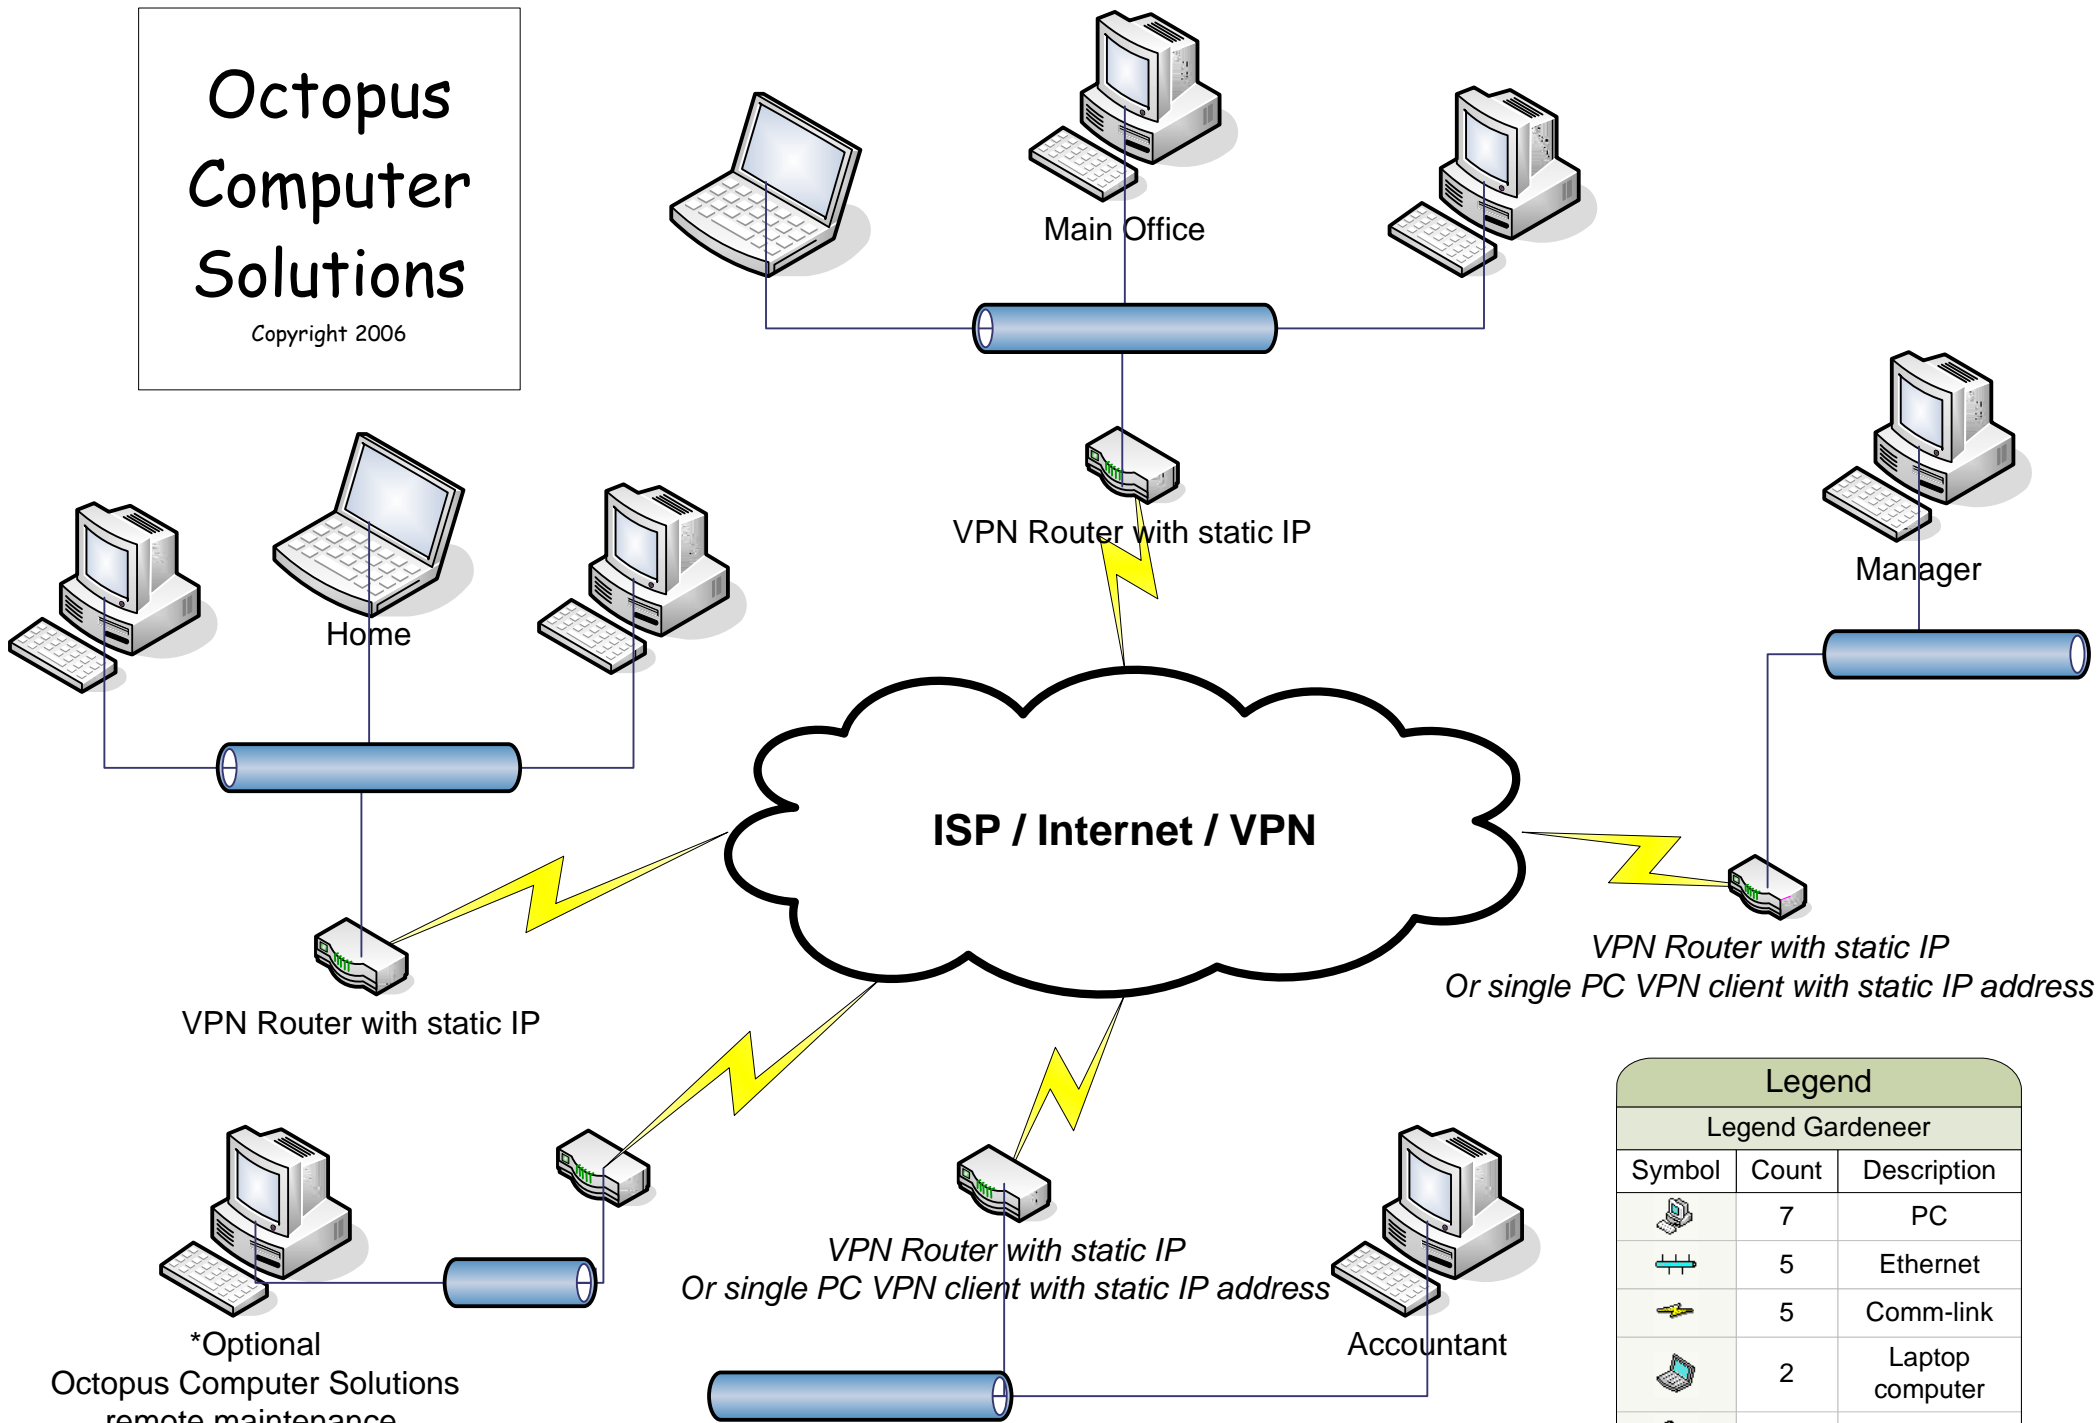 Octopus
Computer
Solutions
Copyright 2006
Main Office
VPN Router with static IP
Manager
Home
ISP / Internet / VPN
VPN Router with static IP
Or single PC VPN client with static IP address
VPN Router with static IP
VPN Router with static IP
Or single PC VPN client with static IP address
Accountant
*Optional
Octopus Computer Solutions
remote maintenance
Legend
Legend Gardeneer
Symbol Count Description
7 PC
5 Ethernet
5 Comm-link
2 Laptop
computer